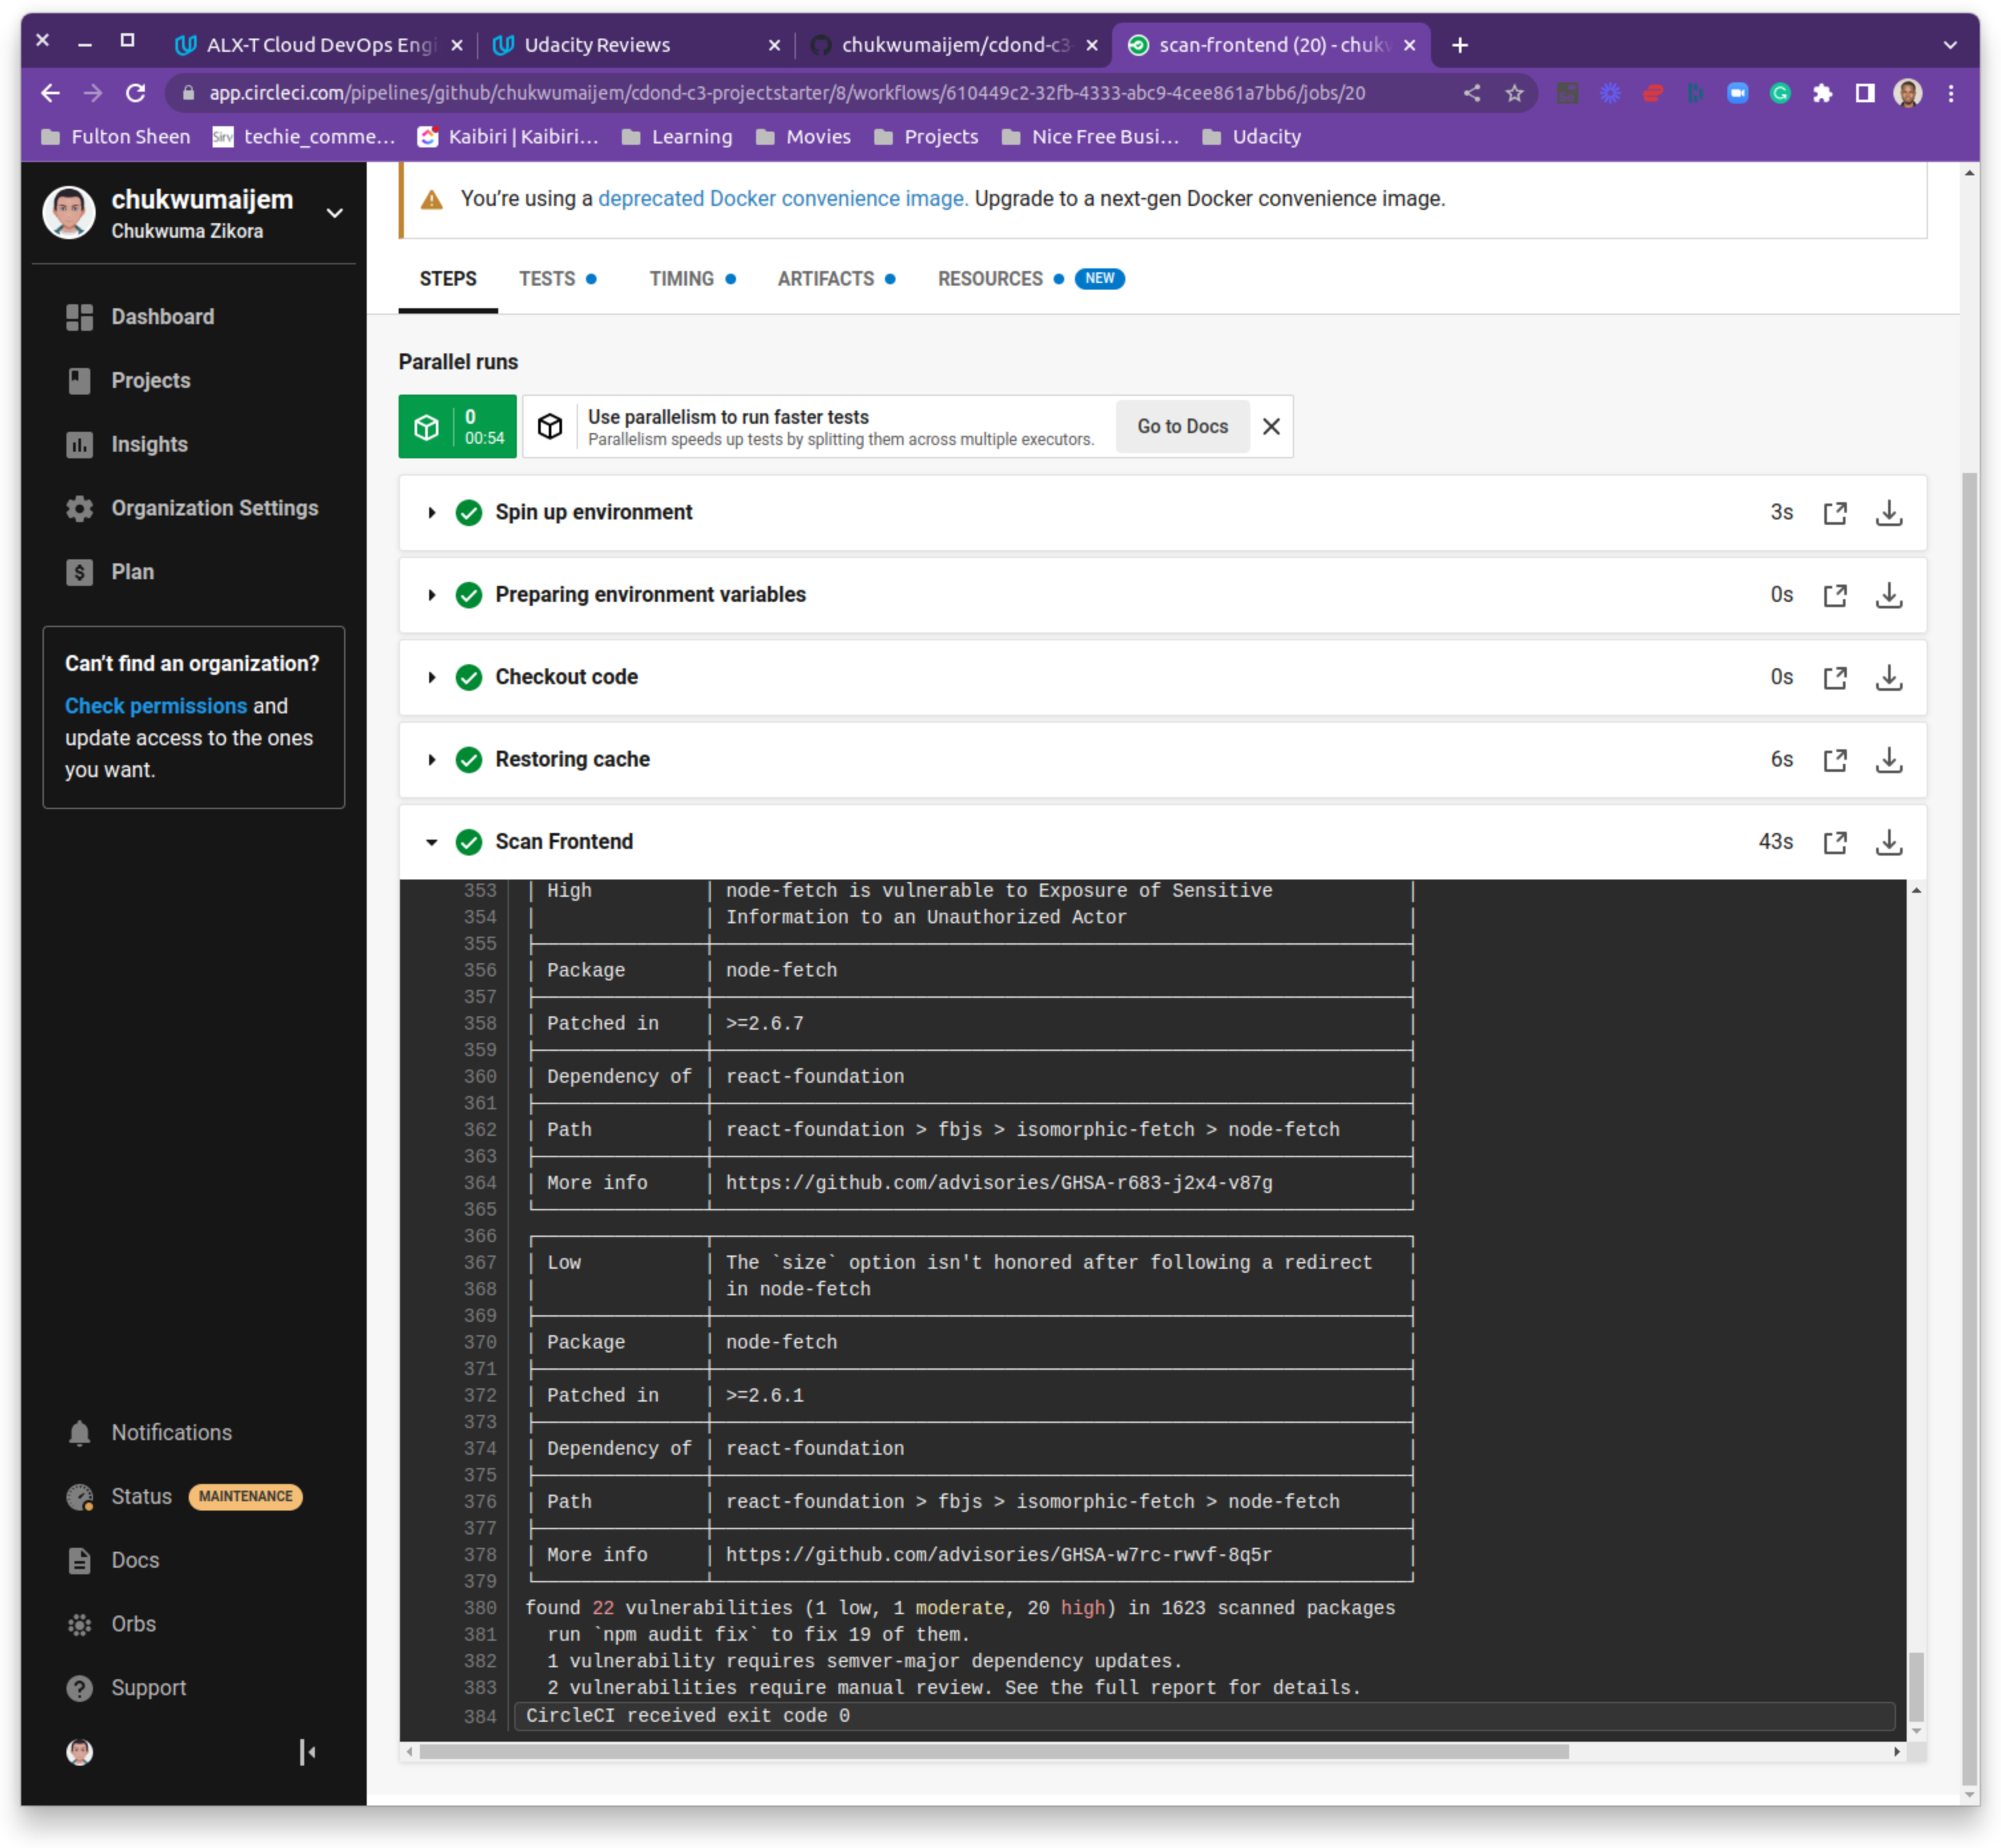 ALX-T Cloud DevOps Engi
Udacity Reviews
chukwumaijem/cdond-c3-
scan-frontend (20) - chukw
app.circleci.com/pipelines/github/chukwumaijem/cdond-c3-projectstarter/8/workflows/610449c2-32fb-4333-abc9-4cee861a7bb6/jobs/20
Fulton Sheen
Sirv
techie_comme...
Kaibiri | Kaibiri...
Learning
Movies
Projects
Nice Free Busi...
Udacity
chukwumaijem
Chukwuma Zikora
Dashboard
Projects
Insights
Organization Settings
Plan
Can't find an organization?
Check permissions and
update access to the ones
you want.
Notifications
Status MAINTENANCE
Docs
Orbs
Support
You're using a deprecated Docker convenience image. Upgrade to a next-gen Docker convenience image.
STEPS
TESTS
TIMING
ARTIFACTS
RESOURCES NEW
Parallel runs
0
00:54
Use parallelism to run faster tests
Parallelism speeds up tests by splitting them across multiple executors.
Go to Docs
Spin up environment 3s
Preparing environment variables 0s
Checkout code 0s
Restoring cache 6s
Scan Frontend 43s
353 │ High │ node-fetch is vulnerable to Exposure of Sensitive │
354 │ │ Information to an Unauthorized Actor │
355
356 │ Package │ node-fetch │
357
358 │ Patched in │ >=2.6.7 │
359
360 │ Dependency of │ react-foundation │
361
362 │ Path │ react-foundation > fbjs > isomorphic-fetch > node-fetch │
363
364 │ More info │ https://github.com/advisories/GHSA-r683-j2x4-v87g │
365
366
367 │ Low │ The `size` option isn't honored after following a redirect │
368 │ │ in node-fetch │
369
370 │ Package │ node-fetch │
371
372 │ Patched in │ >=2.6.1 │
373
374 │ Dependency of │ react-foundation │
375
376 │ Path │ react-foundation > fbjs > isomorphic-fetch > node-fetch │
377
378 │ More info │ https://github.com/advisories/GHSA-w7rc-rwvf-8q5r │
379
380 found 22 vulnerabilities (1 low, 1 moderate, 20 high) in 1623 scanned packages
381 run `npm audit fix` to fix 19 of them.
382 1 vulnerability requires semver-major dependency updates.
383 2 vulnerabilities require manual review. See the full report for details.
384 CircleCI received exit code 0